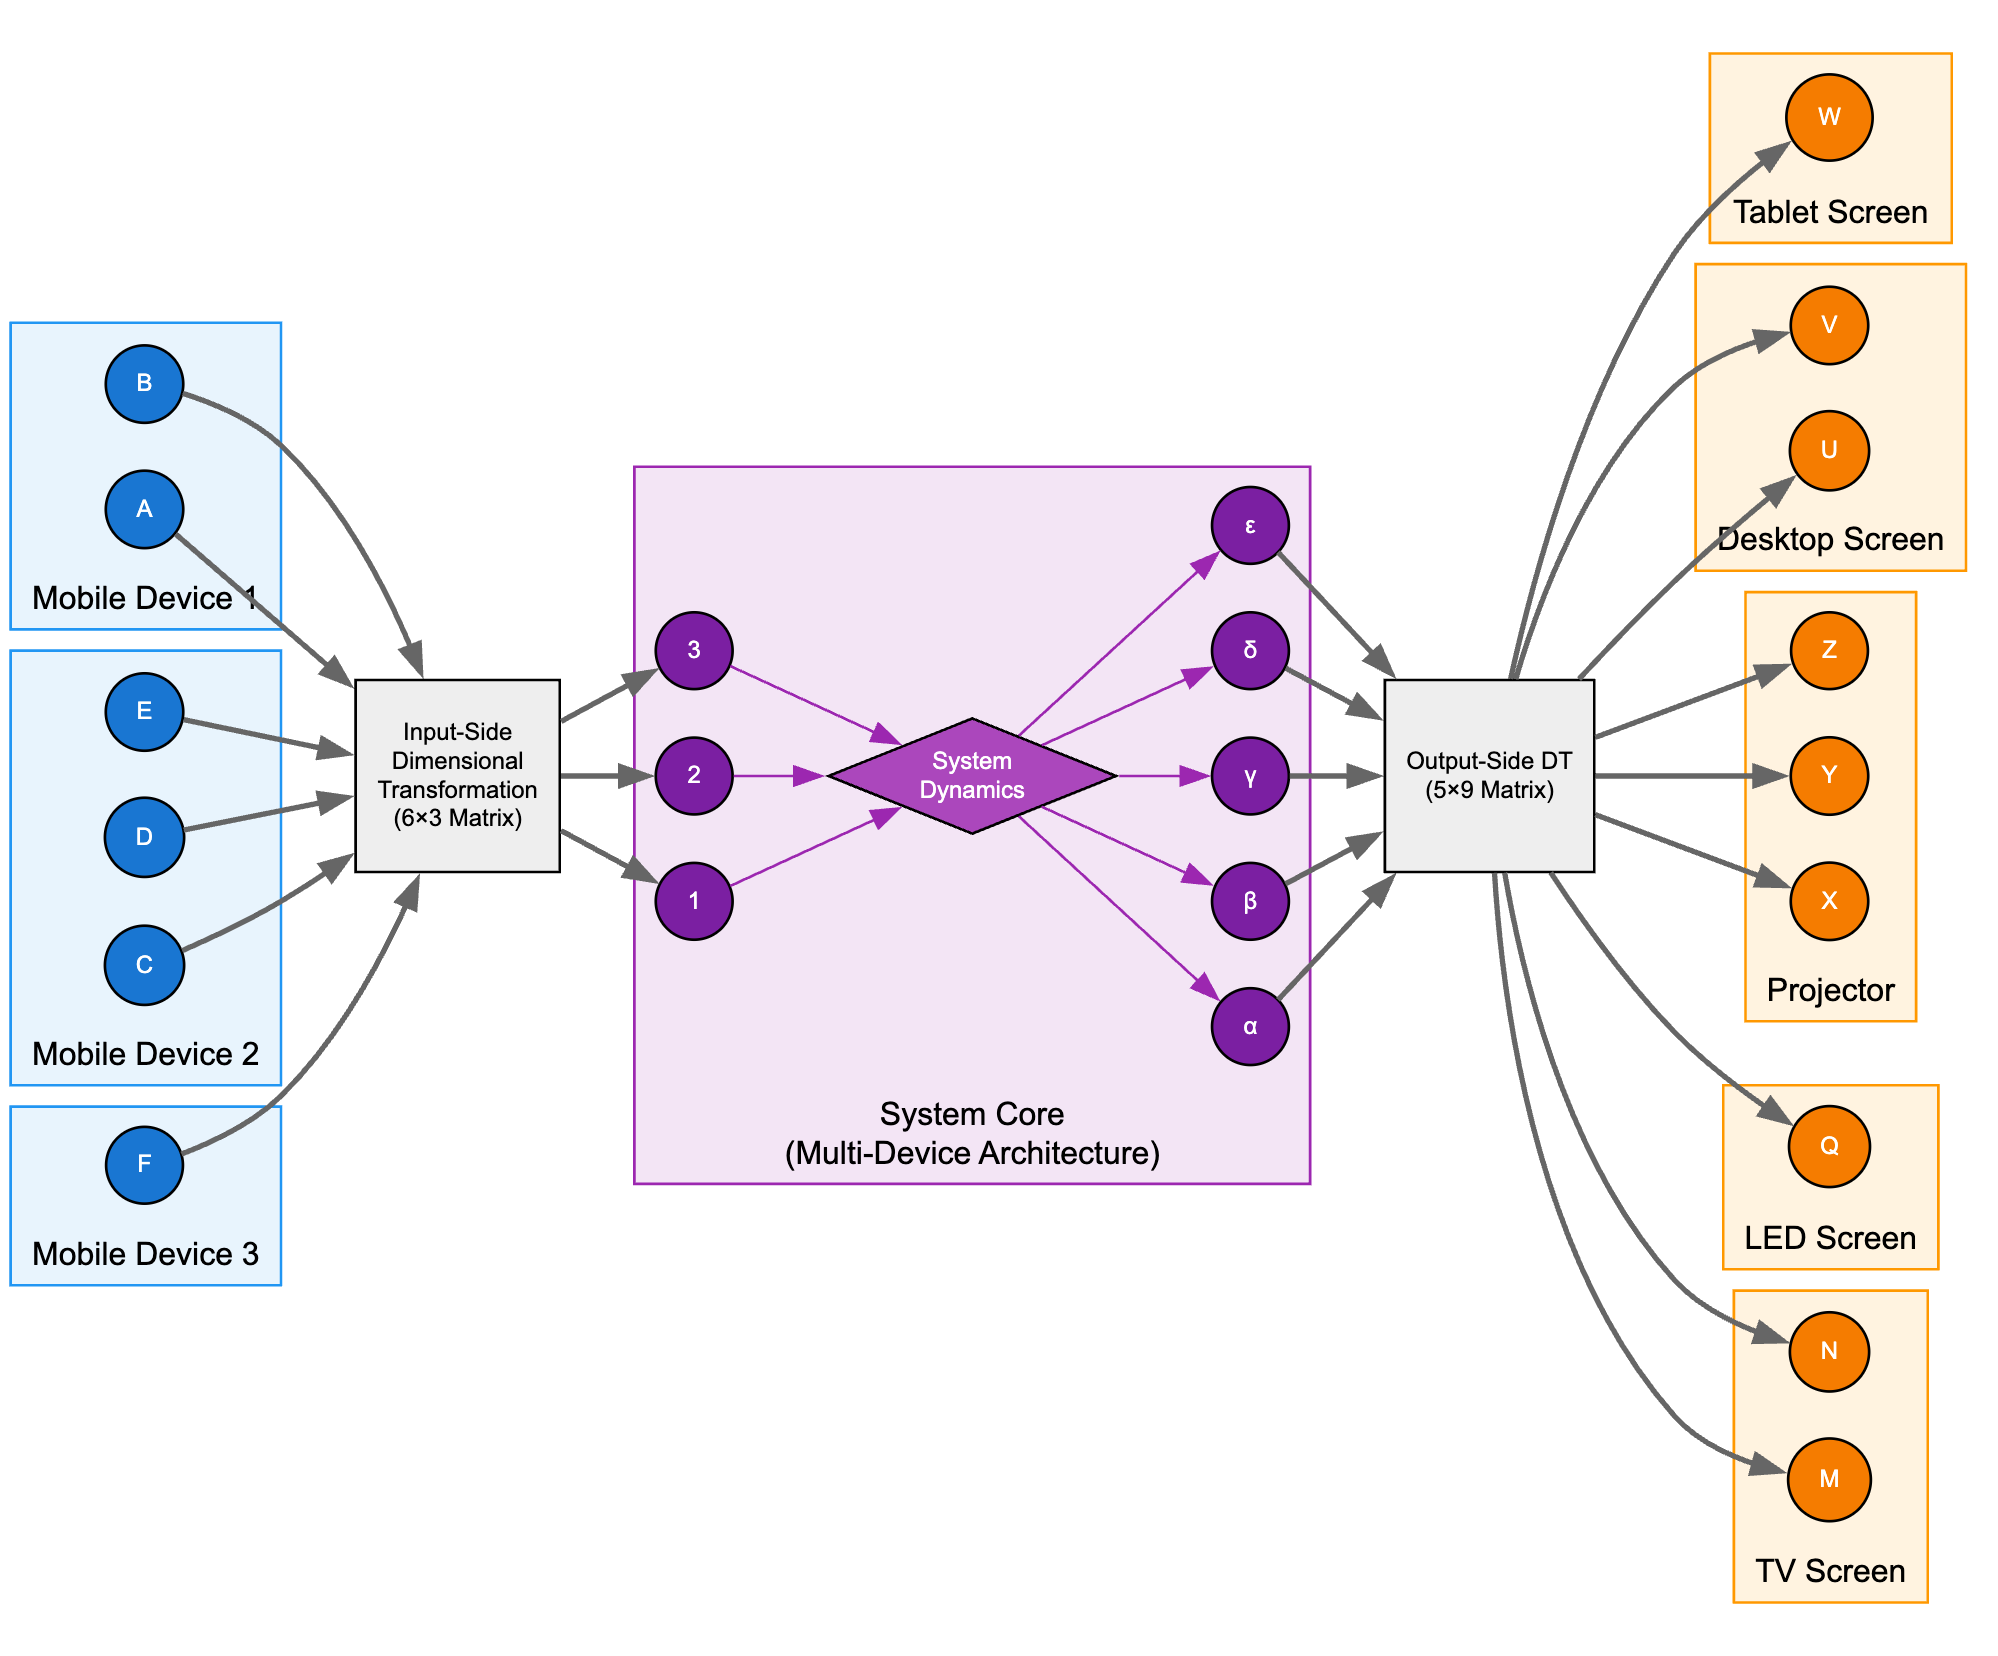 B
A
Mobile Device 1
E
D
C
Mobile Device 2
F
Mobile Device 3
Input-Side
Dimensional
Transformation
(6×3 Matrix)
3
2
1
System
Dynamics
ε
δ
γ
β
α
System Core
(Multi-Device Architecture)
Output-Side DT
(5×9 Matrix)
W
Tablet Screen
V
U
Desktop Screen
Z
Y
X
Projector
Q
LED Screen
N
M
TV Screen